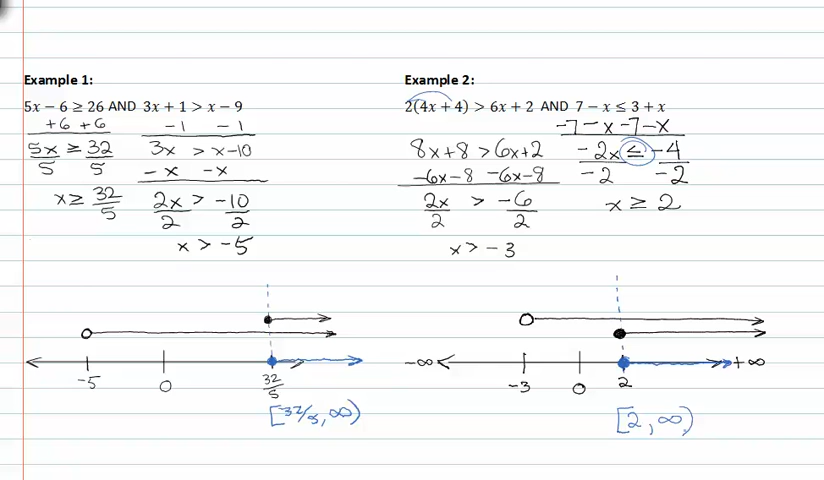 Example 1:
5x − 6 ≥ 26 AND 3x + 1 > x − 9
+6 +6
−1 −1
5x ≥ 32
5 5
3x > x−10
−x −x
x ≥ 32/5
2x > −10
2 2
x > −5
−5 0 32/5
[32/5, ∞)
Example 2:
2(4x + 4) > 6x + 2 AND 7 − x ≤ 3 + x
−7 −x −7 −x
8x+8 > 6x+2
−6x−8 −6x−8
−2x ≤ −4
−2 −2
2x > −6
2 2
x ≥ 2
x > −3
−∞ +∞
−3 0 2
[2, ∞)